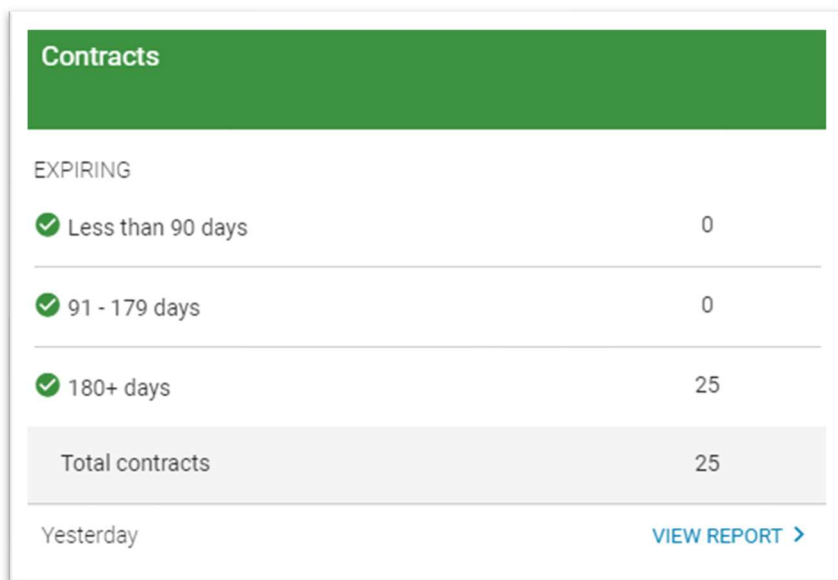 Contracts
EXPIRING
Less than 90 days 0
91 - 179 days 0
180+ days 25
Total contracts 25
Yesterday VIEW REPORT >